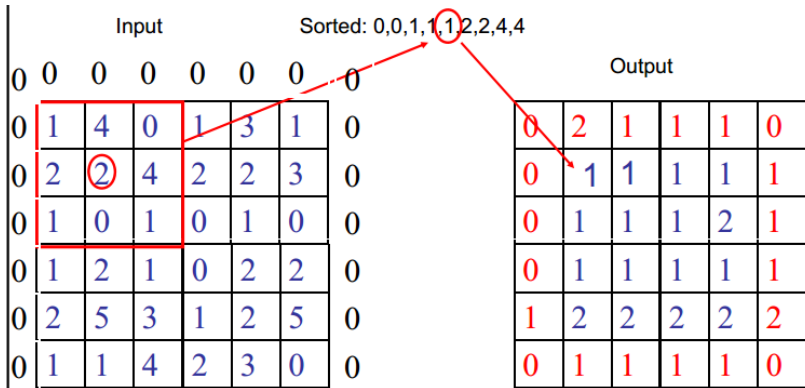 Input Sorted: 0,0,1,1,1,2,2,4,4
Output
0 0 0 0 0 0 0 0
0 1 4 0 1 3 1 0 0 2 1 1 1 0
0 2 2 4 2 2 3 0 0 1 1 1 1 1
0 1 0 1 0 1 0 0 0 1 1 1 2 1
0 1 2 1 0 2 2 0 0 1 1 1 1 1
0 2 5 3 1 2 5 0 1 2 2 2 2 2
0 1 1 4 2 3 0 0 0 1 1 1 1 0